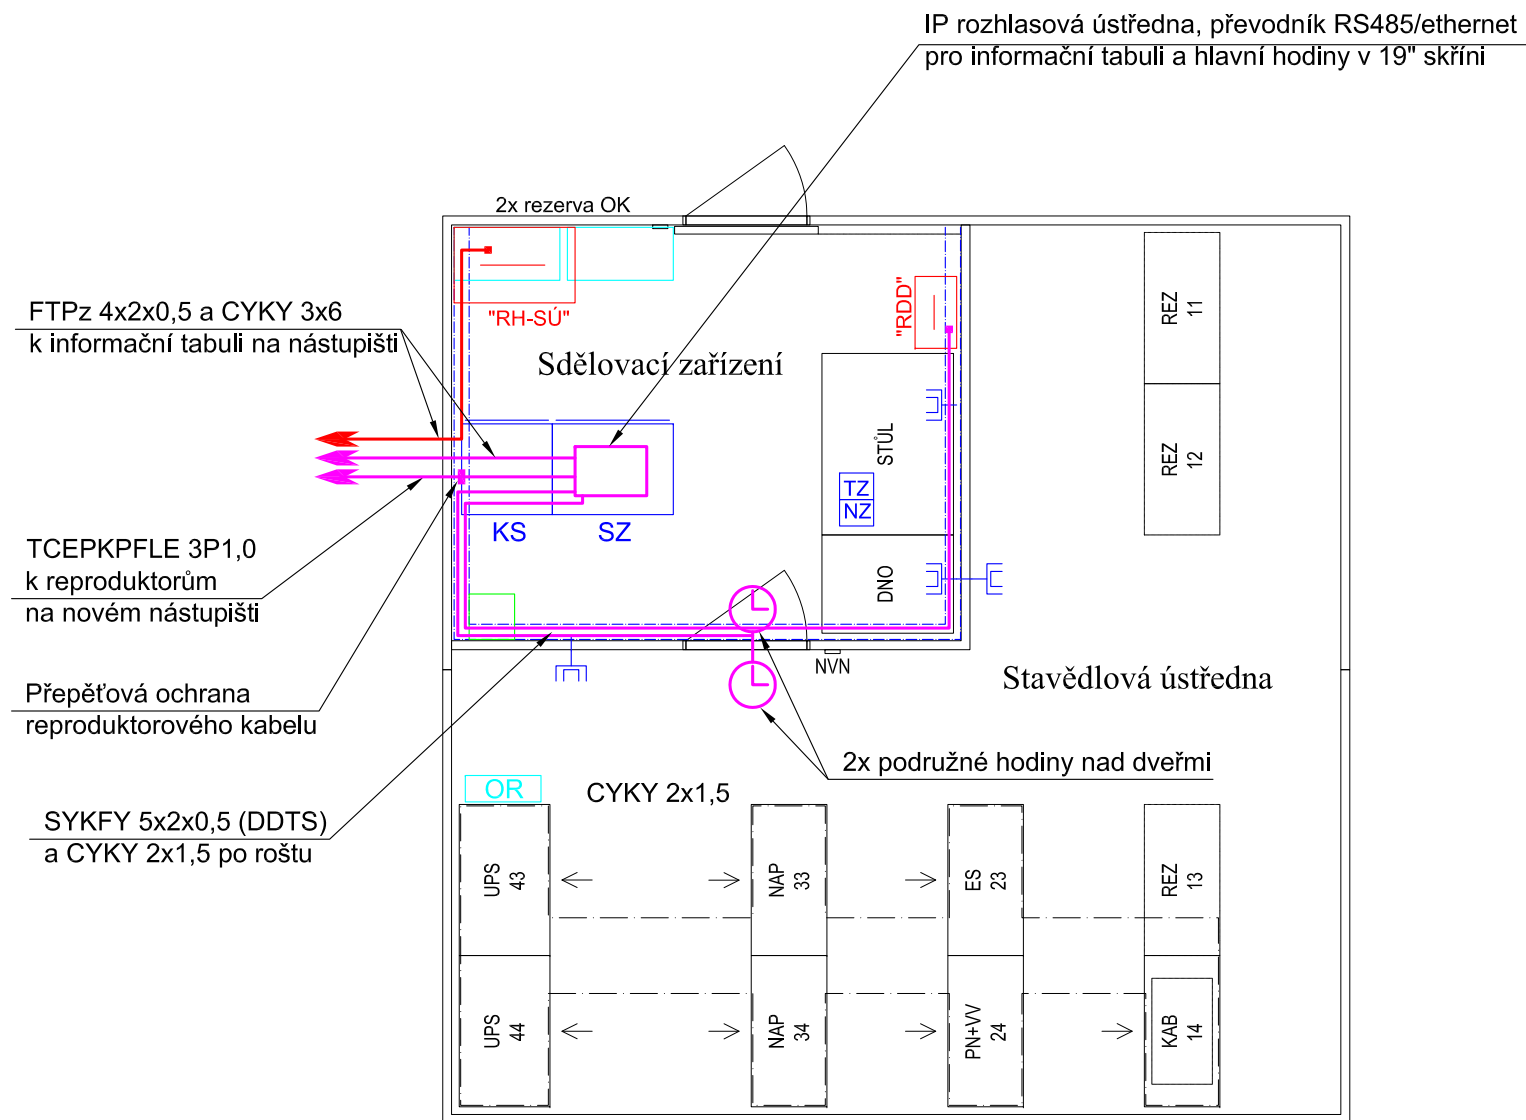 IP rozhlasová ústředna, převodník RS485/ethernet
pro informační tabuli a hlavní hodiny v 19" skříni
2x rezerva OK
FTPz 4x2x0,5 a CYKY 3x6
k informační tabuli na nástupišti
"RH-SÚ"
"RDD"
Sdělovací zařízení
REZ
11
REZ
12
STŮL
TZ
NZ
KS
SZ
DNO
TCEPKPFLE 3P1,0
k reproduktorům
na novém nástupišti
NVN
Stavědlová ústředna
Přepěťová ochrana
reproduktorového kabelu
2x podružné hodiny nad dveřmi
OR
CYKY 2x1,5
SYKFY 5x2x0,5 (DDTS)
a CYKY 2x1,5 po roštu
UPS
43
NAP
33
ES
23
REZ
13
UPS
44
NAP
34
PN+VV
24
KAB
14